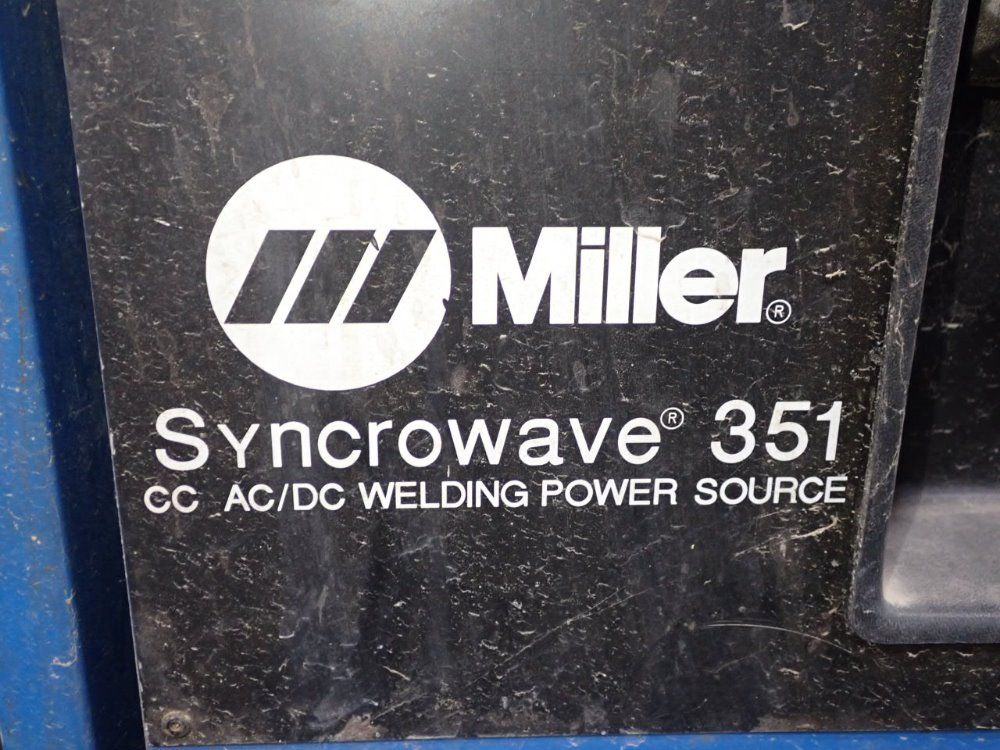 Miller®
Syncrowave® 351
CC AC/DC WELDING POWER SOURCE